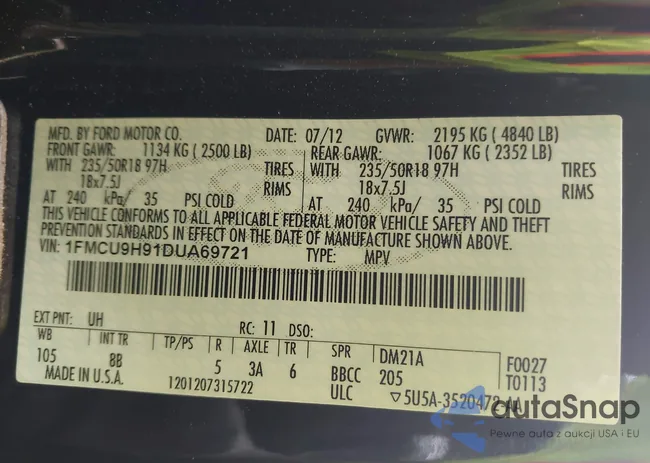 MFD. BY FORD MOTOR CO. DATE: 07/12 GVWR: 2195 KG ( 4840 LB)
FRONT GAWR: 1134 KG ( 2500 LB) REAR GAWR: 1067 KG ( 2352 LB)
WITH 235/50R18 97H TIRES WITH 235/50R18 97H TIRES
18x7.5J RIMS 18x7.5J RIMS
AT 240 kPa/ 35 PSI COLD AT 240 kPa/ 35 PSI COLD
THIS VEHICLE CONFORMS TO ALL APPLICABLE FEDERAL MOTOR VEHICLE SAFETY AND THEFT
PREVENTION STANDARDS IN EFFECT ON THE DATE OF MANUFACTURE SHOWN ABOVE.
VIN: 1FMCU9H91DUA69721 TYPE: MPV
EXT PNT: UH RC: 11 DSO:
WB INT TR TP/PS R AXLE TR SPR DM21A F0027
105 8B 5 3A 6 BBCC 205 T0113
MADE IN U.S.A. 1201207315722 ULC ▽5U5A-3520472-AA
autaSnap
Pewne auta z aukcji USA i EU